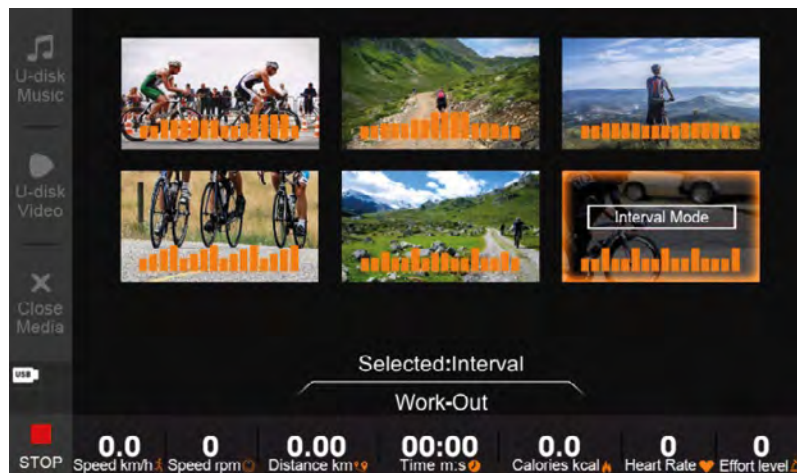 U-disk
Music
U-disk
Video
Close
Media
USB
Interval Mode
Selected:Interval
Work-Out
STOP
0.0 0 0.00 00:00 0.0 0 0
Speed km/h Speed rpm Distance km Time m:s Calories kcal Heart Rate Effort level